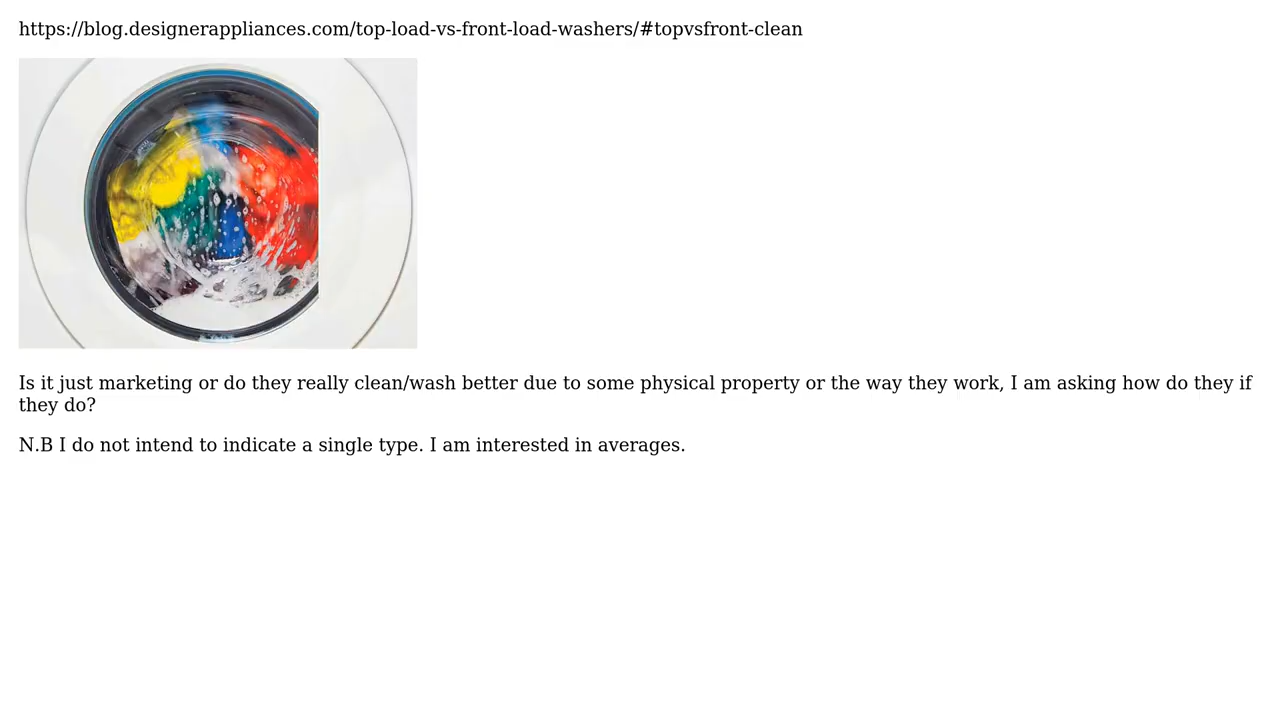 https://blog.designerappliances.com/top-load-vs-front-load-washers/#topvsfront-clean
Is it just marketing or do they really clean/wash better due to some physical property or the way they work, I am asking how do they if
they do?
N.B I do not intend to indicate a single type. I am interested in averages.